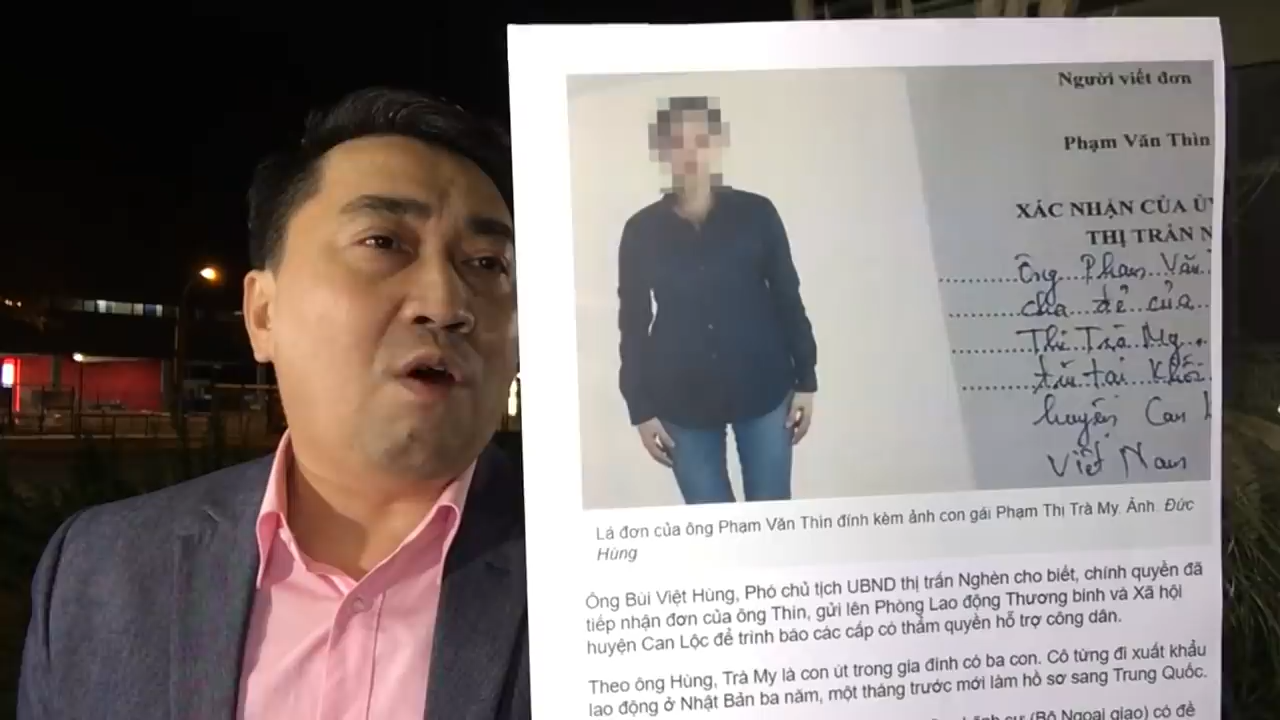 Người viết đơn
Phạm Văn Thìn
XÁC NHẬN CỦA
THỊ TRẤN N
Ông Phạm Văn
cha đẻ của
Thị Trà My
tú tại khối
huyện Can
Việt Nam
Lá đơn của ông Phạm Văn Thìn đính kèm ảnh con gái Phạm Thị Trà My. Ảnh: Đức
Hùng
Ông Bùi Việt Hùng, Phó chủ tịch UBND thị trấn Nghèn cho biết, chính quyền đã
tiếp nhận đơn của ông Thìn, gửi lên Phòng Lao động Thương binh và Xã hội
huyện Can Lộc để trình báo các cấp có thẩm quyền hỗ trợ công dân.
Theo ông Hùng, Trà My là con út trong gia đình có ba con. Cô từng đi xuất khẩu
lao động ở Nhật Bản ba năm, một tháng trước mới làm hồ sơ sang Trung Quốc.
(Bộ Ngoại giao) có đề